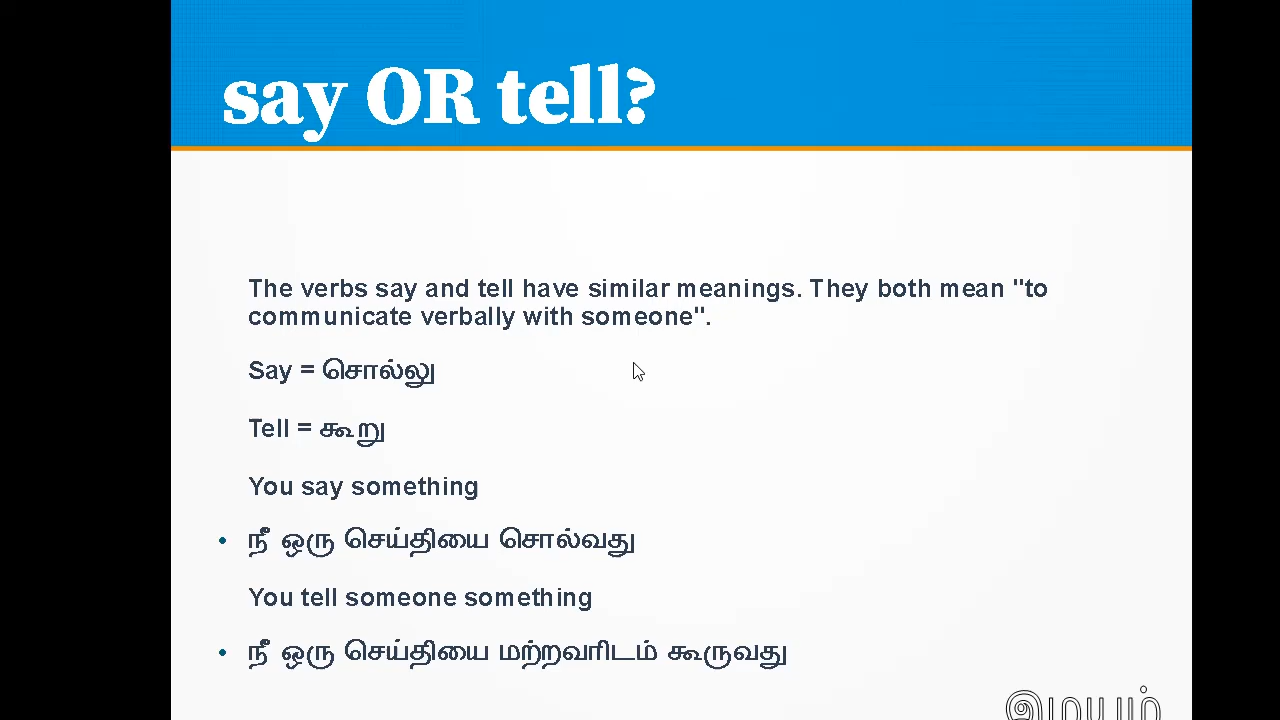 say OR tell?
The verbs say and tell have similar meanings. They both mean "to
communicate verbally with someone".
Say = சொல்லு
Tell = கூறு
You say something
• நீ ஒரு செய்தியை சொல்வது
You tell someone something
• நீ ஒரு செய்தியை மற்றவரிடம் கூருவது
இமயம்